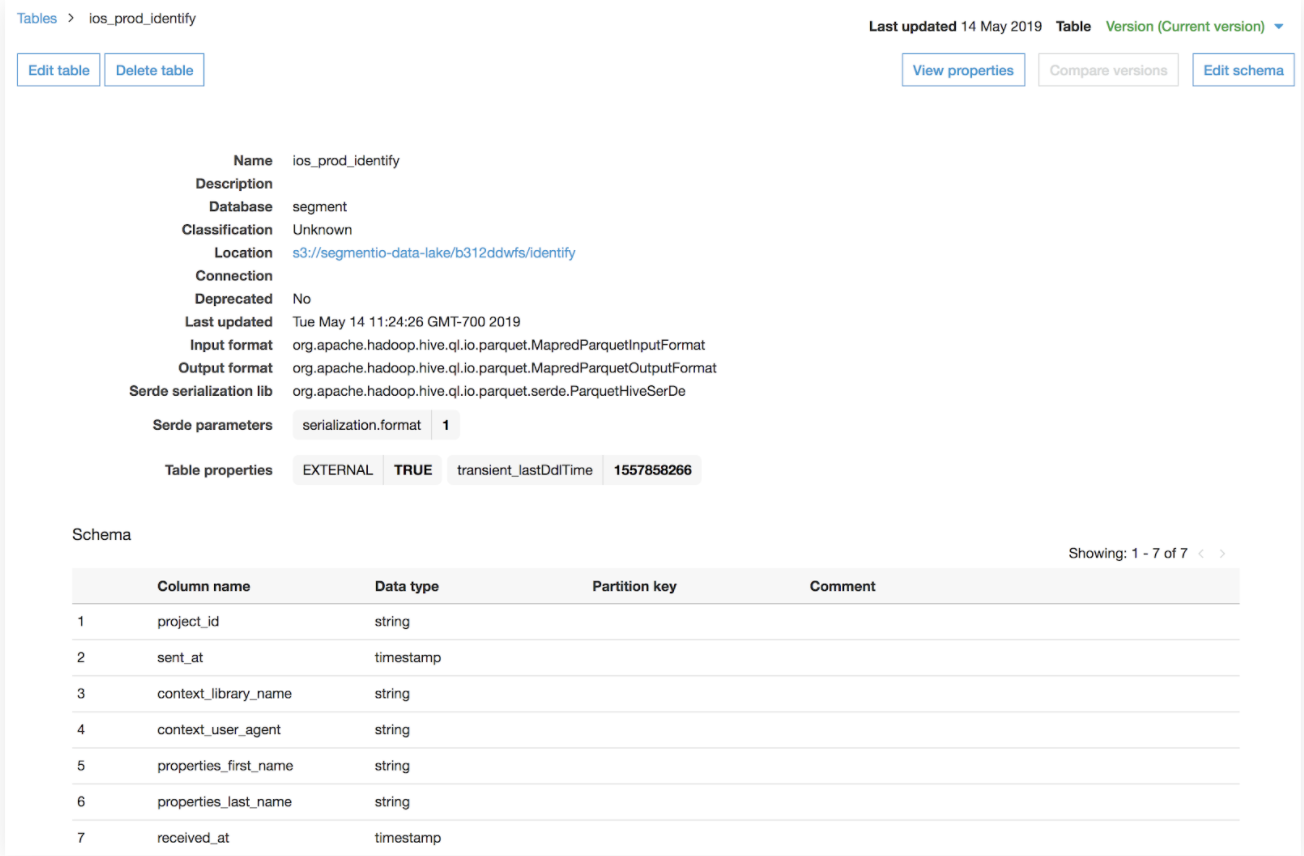 Tables > ios_prod_identify
Last updated 14 May 2019 Table Version (Current version)
Edit table Delete table View properties Compare versions Edit schema
Name ios_prod_identify
Description
Database segment
Classification Unknown
Location s3://segmentio-data-lake/b312ddwfs/identify
Connection
Deprecated No
Last updated Tue May 14 11:24:26 GMT-700 2019
Input format org.apache.hadoop.hive.ql.io.parquet.MapredParquetInputFormat
Output format org.apache.hadoop.hive.ql.io.parquet.MapredParquetOutputFormat
Serde serialization lib org.apache.hadoop.hive.ql.io.parquet.serde.ParquetHiveSerDe
Serde parameters serialization.format 1
Table properties EXTERNAL TRUE transient_lastDdlTime 1557858266
Schema
Showing: 1 - 7 of 7 < >
Column name Data type Partition key Comment
1 project_id string
2 sent_at timestamp
3 context_library_name string
4 context_user_agent string
5 properties_first_name string
6 properties_last_name string
7 received_at timestamp